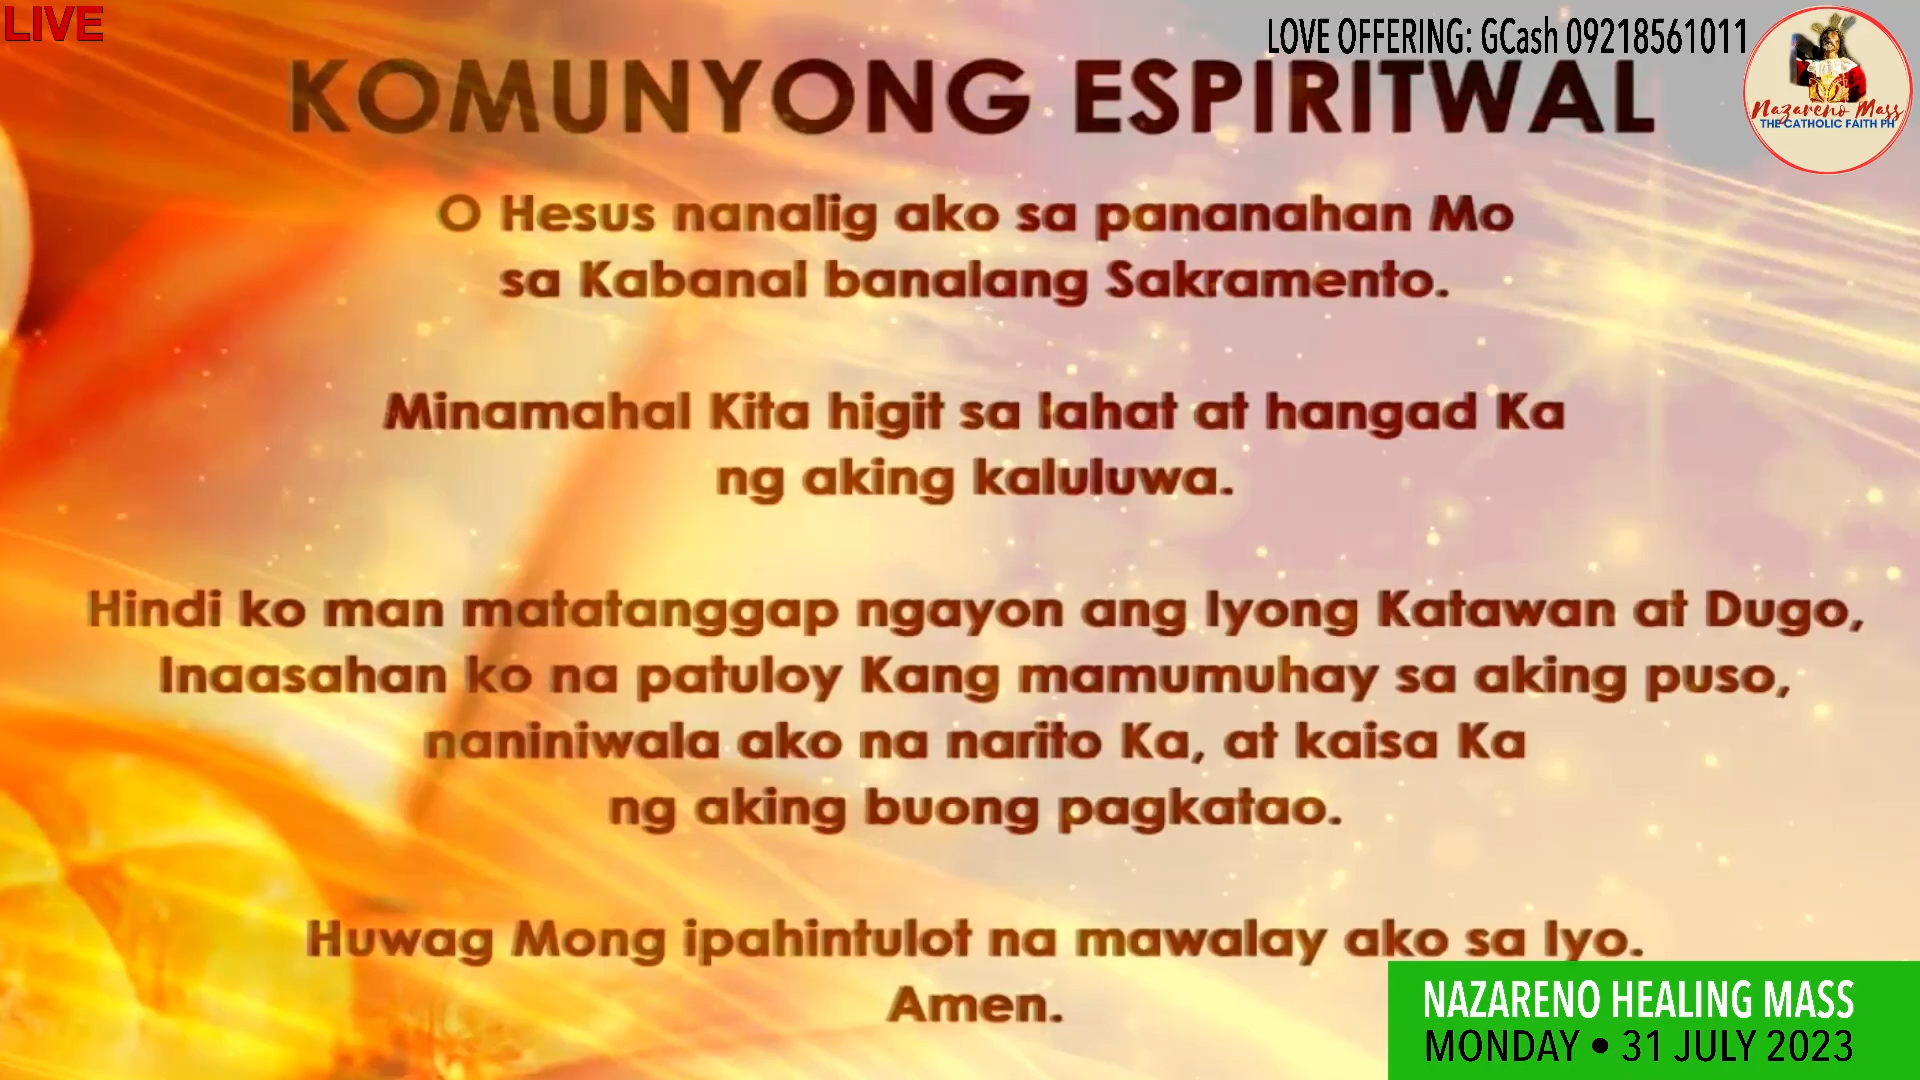 LIVE
LOVE OFFERING: GCash 09218561011
Nazareno Mass
THE CATHOLIC FAITH PH
KOMUNYONG ESPIRITWAL
O Hesus nanalig ako sa pananahan Mo
sa Kabanal banalang Sakramento.
Minamahal Kita higit sa lahat at hangad Ka
ng aking kaluluwa.
Hindi ko man matatanggap ngayon ang Iyong Katawan at Dugo,
Inaasahan ko na patuloy Kang mamumuhay sa aking puso,
naniniwala ako na narito Ka, at kaisa Ka
ng aking buong pagkatao.
Huwag Mong ipahintulot na mawalay ako sa Iyo.
Amen.
NAZARENO HEALING MASS
MONDAY • 31 JULY 2023